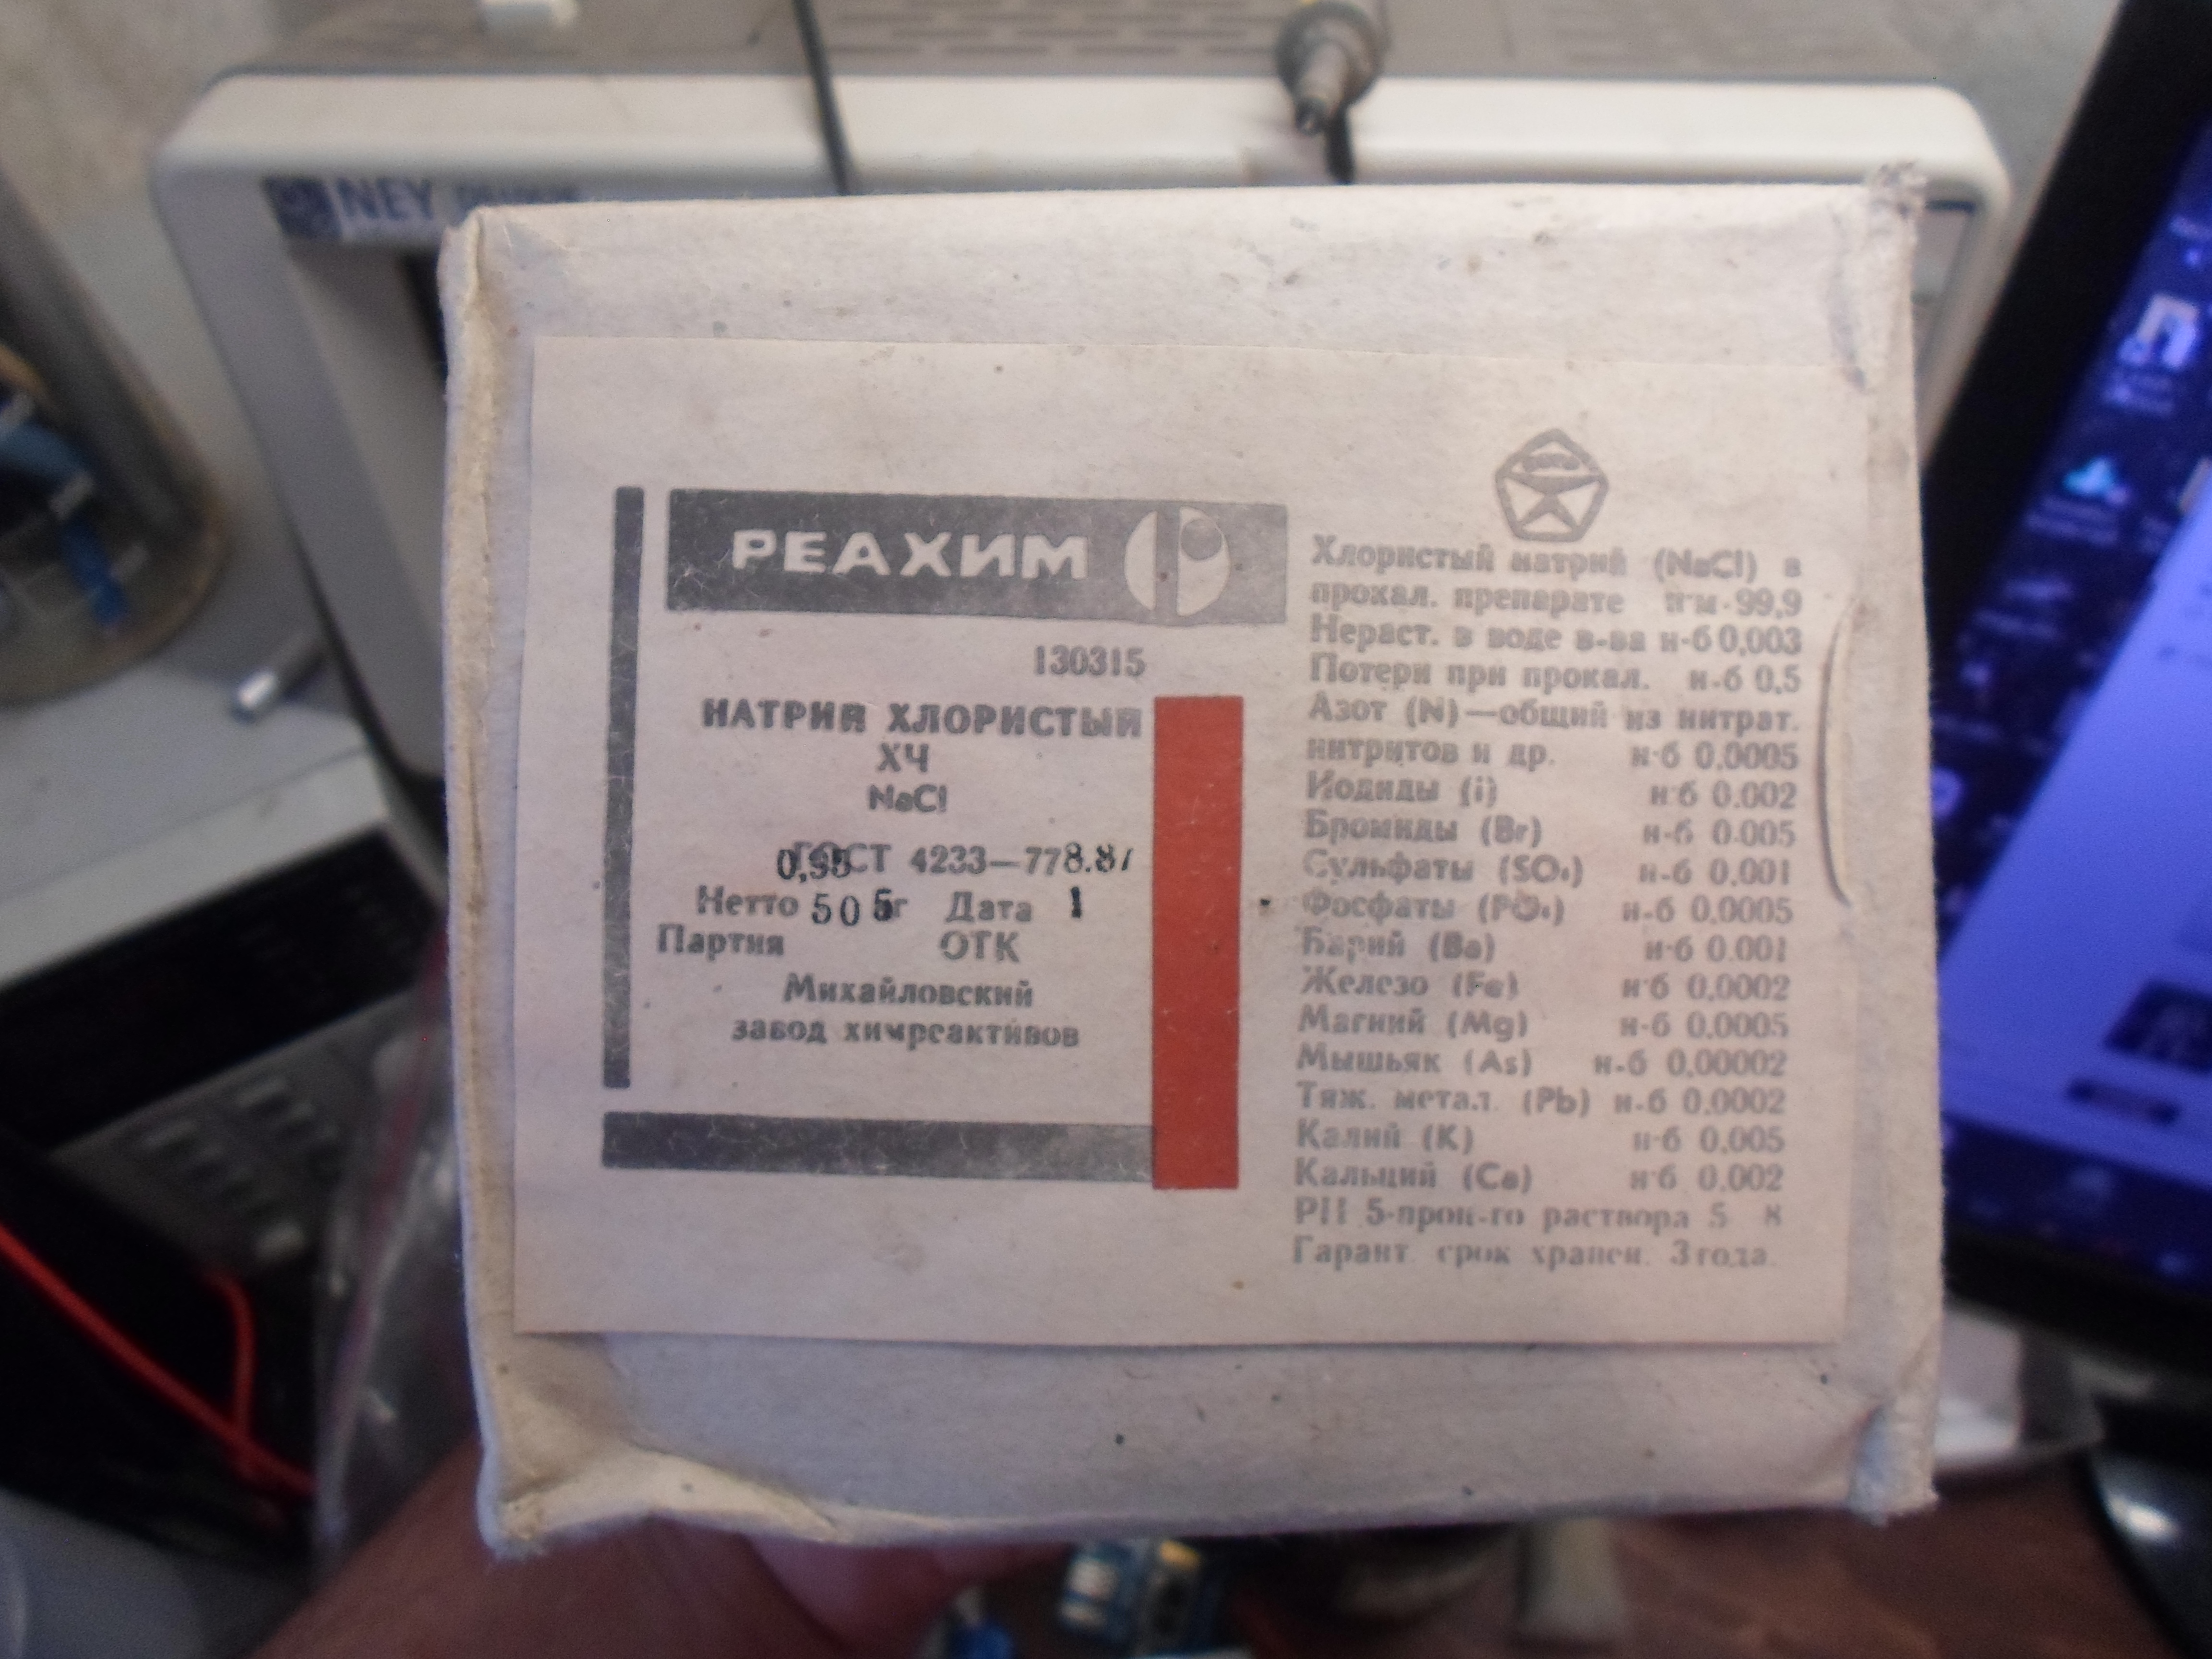 NEY
РЕАХИМ
130315
НАТРИЙ ХЛОРИСТЫЙ
ХЧ
NaCl
0,95
ГОСТ 4233—77
8.87
Нетто 50 г Дата 1
5
Партия ОТК
Михайловский
завод химреактивов
Хлористый натрий (NaCl) в
прокал. препарате н-м-99,9
Нераст. в воде в-ва н-б 0,003
Потери при прокал. н-б 0,5
Азот (N)—общий из нитрат.
нитритов и др. н-б 0.0005
Иодиды (i) н-б 0.002
Бромиды (Br) н-б 0.005
Сульфаты (SO₄) н-б 0.001
Фосфаты (PO₄) н-б 0,0005
Барий (Ba) н-б 0.001
Железо (Fe) н-б 0,0002
Магний (Mg) н-б 0,0005
Мышьяк (As) н-б 0,00002
Тяж. метал. (Pb) н-б 0.0002
Калий (K) н-б 0,005
Кальций (Ca) н-б 0,002
РН 5-проц-го раствора 5 8
Гарант. срок хранен. 3 года.